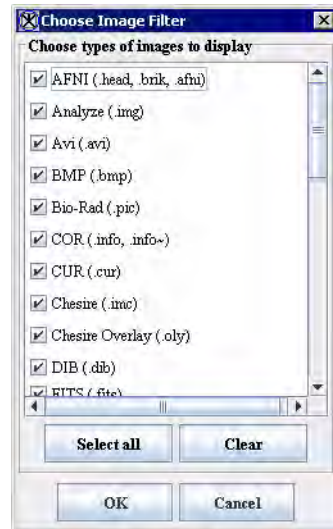 Choose Image Filter
Choose types of images to display
AFNI (.head, .brik, .afni)
Analyze (.img)
Avi (.avi)
BMP (.bmp)
Bio-Rad (.pic)
COR (.info, .info~)
CUR (.cur)
Chesire (.imc)
Chesire Overlay (.oly)
DIB (.dib)
FITS (.fits)
Select all Clear
OK Cancel